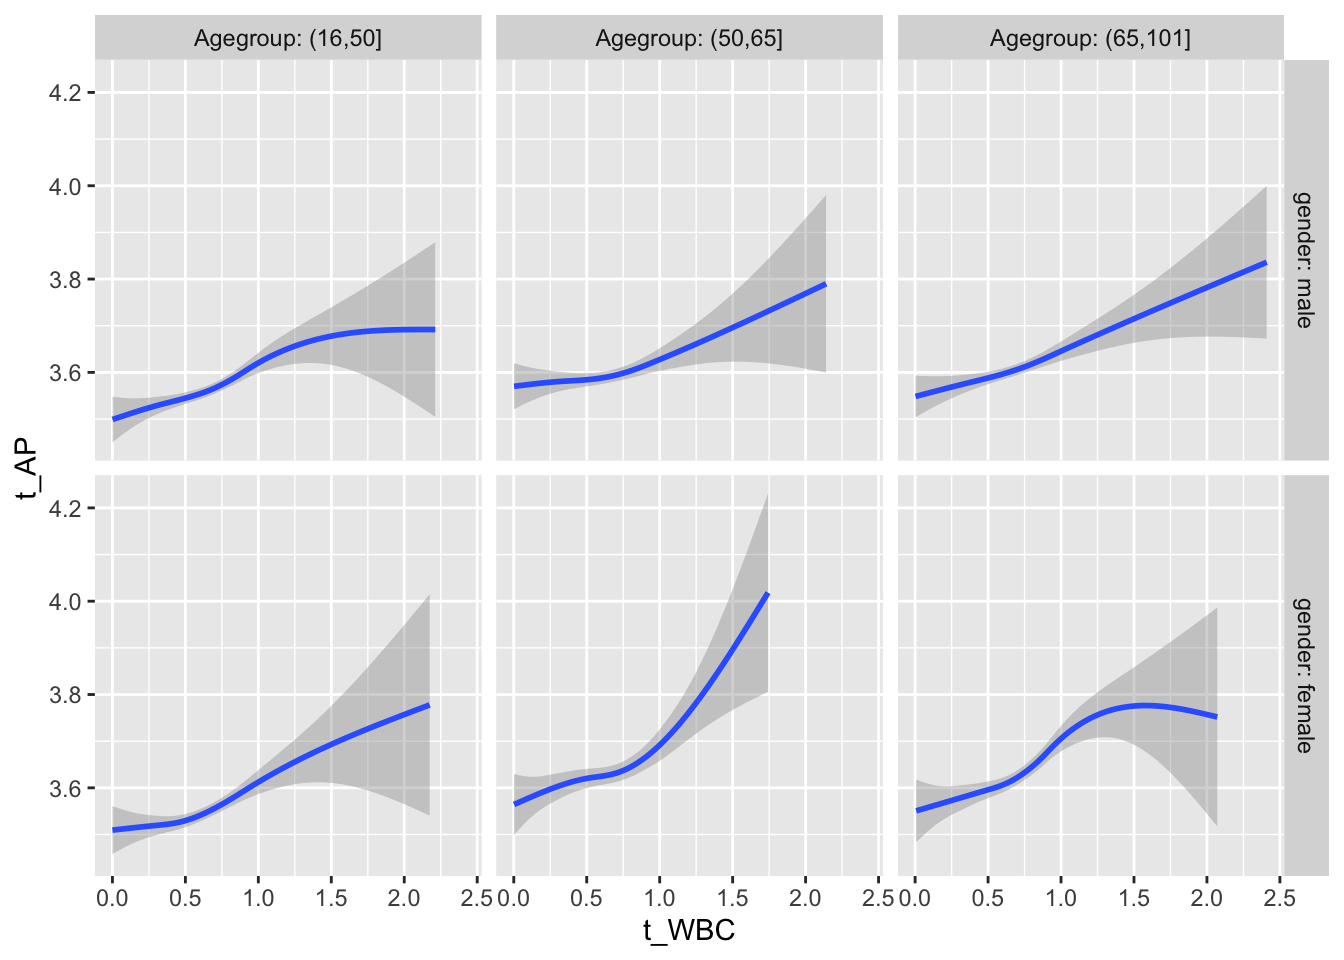 Agegroup: (16,50]
Agegroup: (50,65]
Agegroup: (65,101]
4.2
4.0
3.8
3.6
gender: male
t_AP
4.2
4.0
3.8
3.6
gender: female
0.0 0.5 1.0 1.5 2.0 2.5
0.0 0.5 1.0 1.5 2.0 2.5
0.0 0.5 1.0 1.5 2.0 2.5
t_WBC